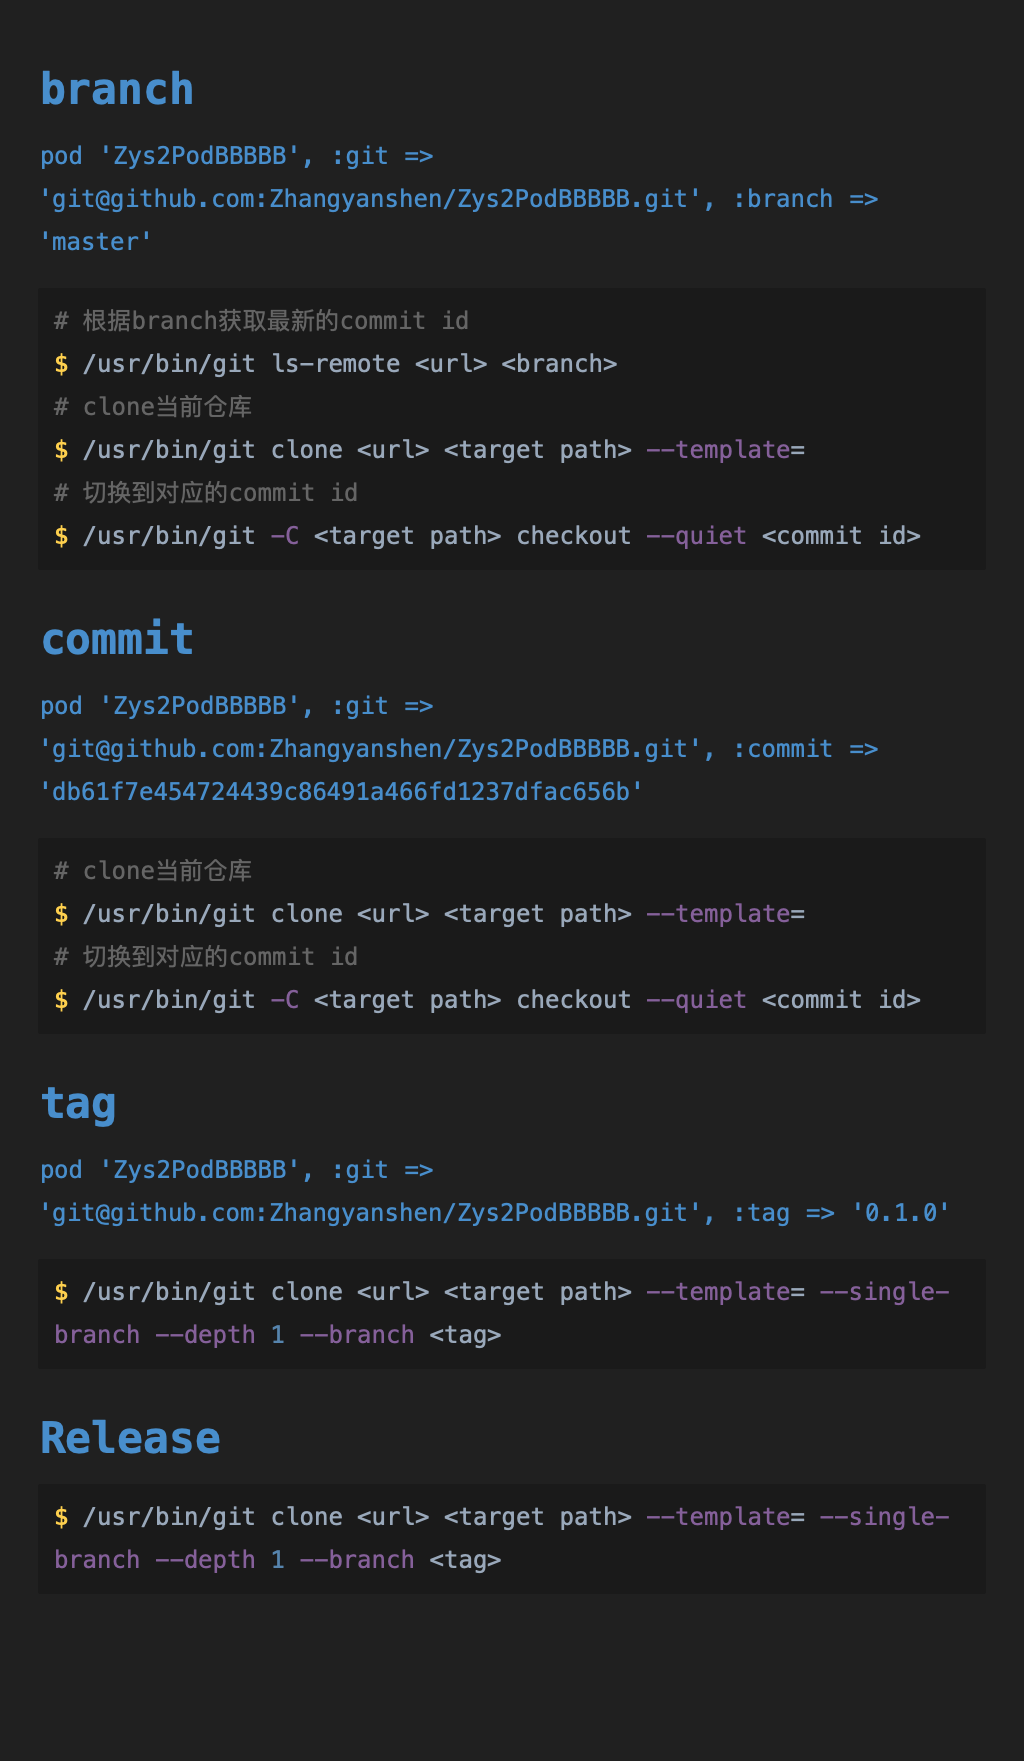 branch
pod 'Zys2PodBBBBB', :git =>
'git@github.com:Zhangyanshen/Zys2PodBBBBB.git', :branch =>
'master'
# 根据branch获取最新的commit id
$ /usr/bin/git ls-remote <url> <branch>
# clone当前仓库
$ /usr/bin/git clone <url> <target path> --template=
# 切换到对应的commit id
$ /usr/bin/git -C <target path> checkout --quiet <commit id>
commit
pod 'Zys2PodBBBBB', :git =>
'git@github.com:Zhangyanshen/Zys2PodBBBBB.git', :commit =>
'db61f7e454724439c86491a466fd1237dfac656b'
# clone当前仓库
$ /usr/bin/git clone <url> <target path> --template=
# 切换到对应的commit id
$ /usr/bin/git -C <target path> checkout --quiet <commit id>
tag
pod 'Zys2PodBBBBB', :git =>
'git@github.com:Zhangyanshen/Zys2PodBBBBB.git', :tag => '0.1.0'
$ /usr/bin/git clone <url> <target path> --template= --single-
branch --depth 1 --branch <tag>
Release
$ /usr/bin/git clone <url> <target path> --template= --single-
branch --depth 1 --branch <tag>